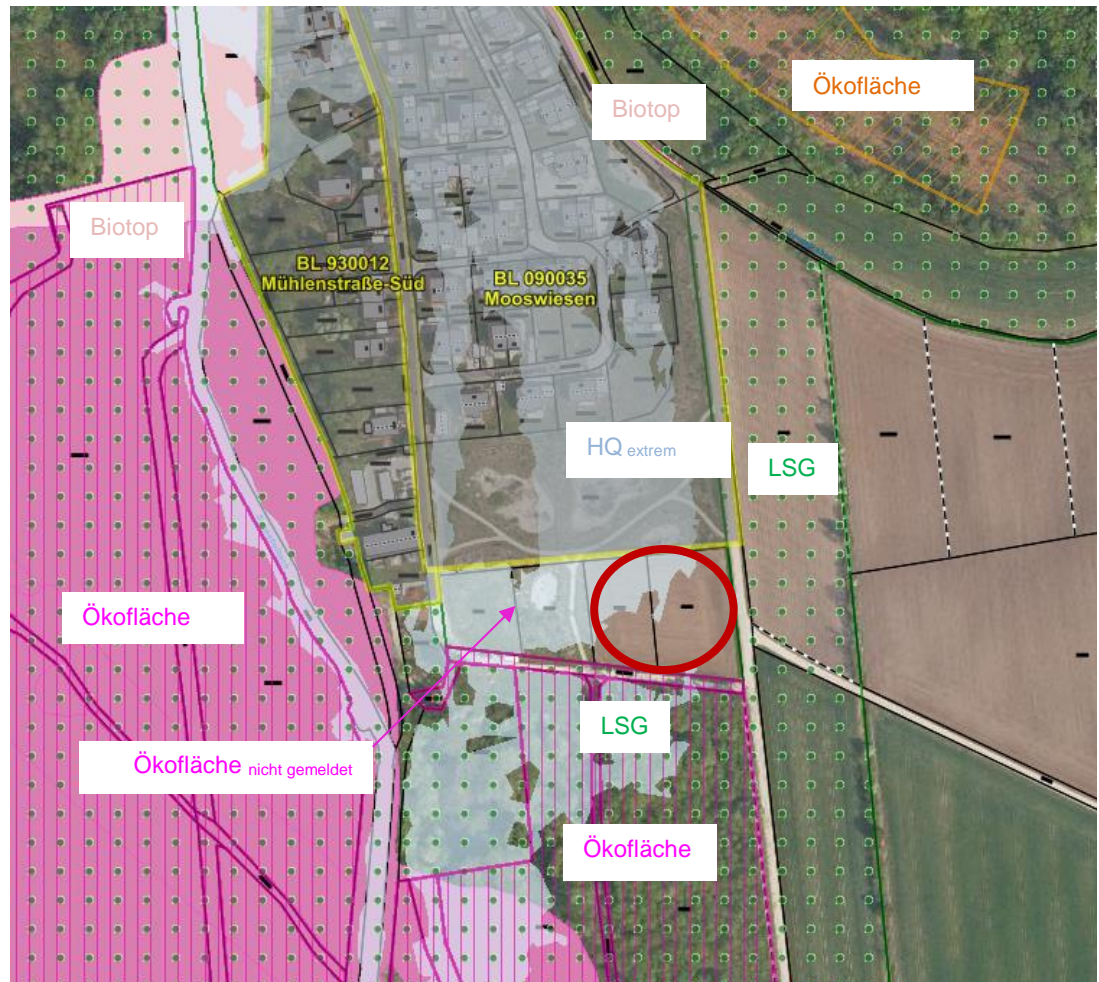 Ökofläche
Biotop
Biotop
BL 930012
Mühlenstraße-Süd
BL 090035
Mooswiesen
HQ extrem
LSG
Ökofläche
LSG
Ökofläche nicht gemeldet
Ökofläche